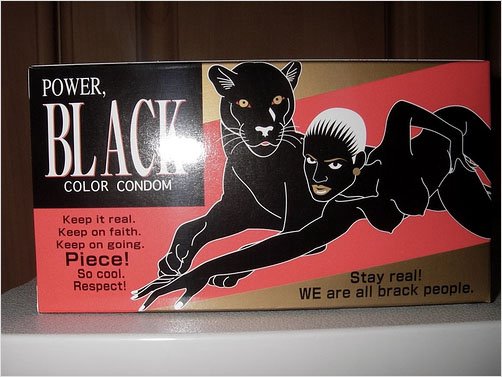 POWER,
BLACK
COLOR CONDOM
Keep it real.
Keep on faith.
Keep on going.
Piece!
So cool.
Respect!
Stay real!
WE are all brack people.